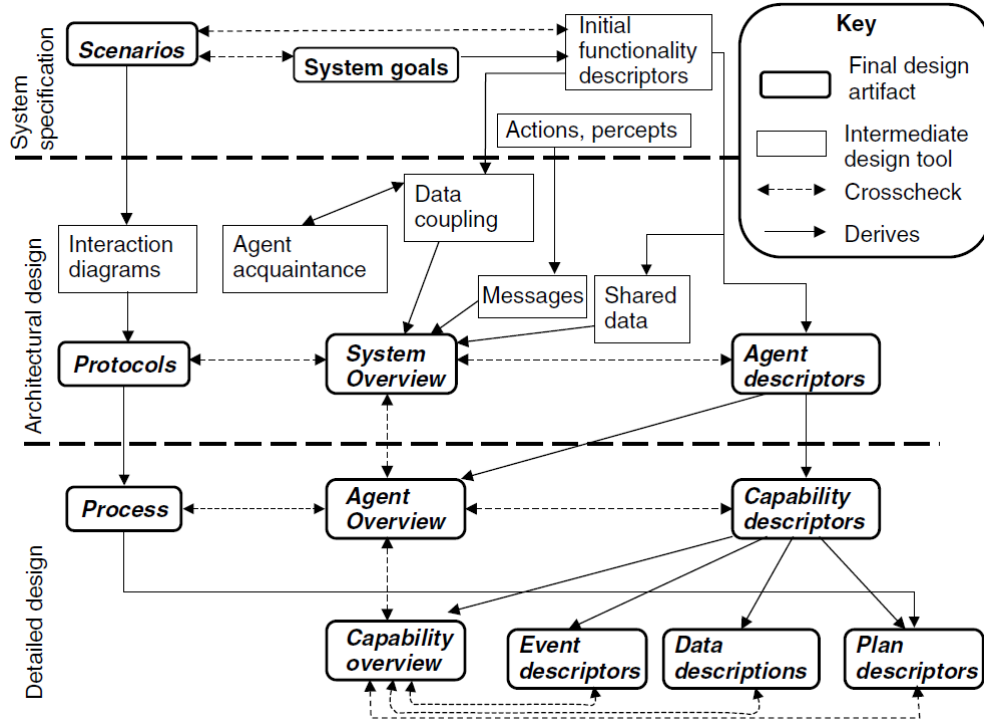 System
specification
Scenarios
System goals
Initial
functionality
descriptors
Actions, percepts
Key
Final design
artifact
Intermediate
design tool
Crosscheck
Derives
Architectural design
Interaction
diagrams
Agent
acquaintance
Data
coupling
Messages
Shared
data
Protocols
System
Overview
Agent
descriptors
Detailed design
Process
Agent
Overview
Capability
descriptors
Capability
overview
Event
descriptors
Data
descriptions
Plan
descriptors